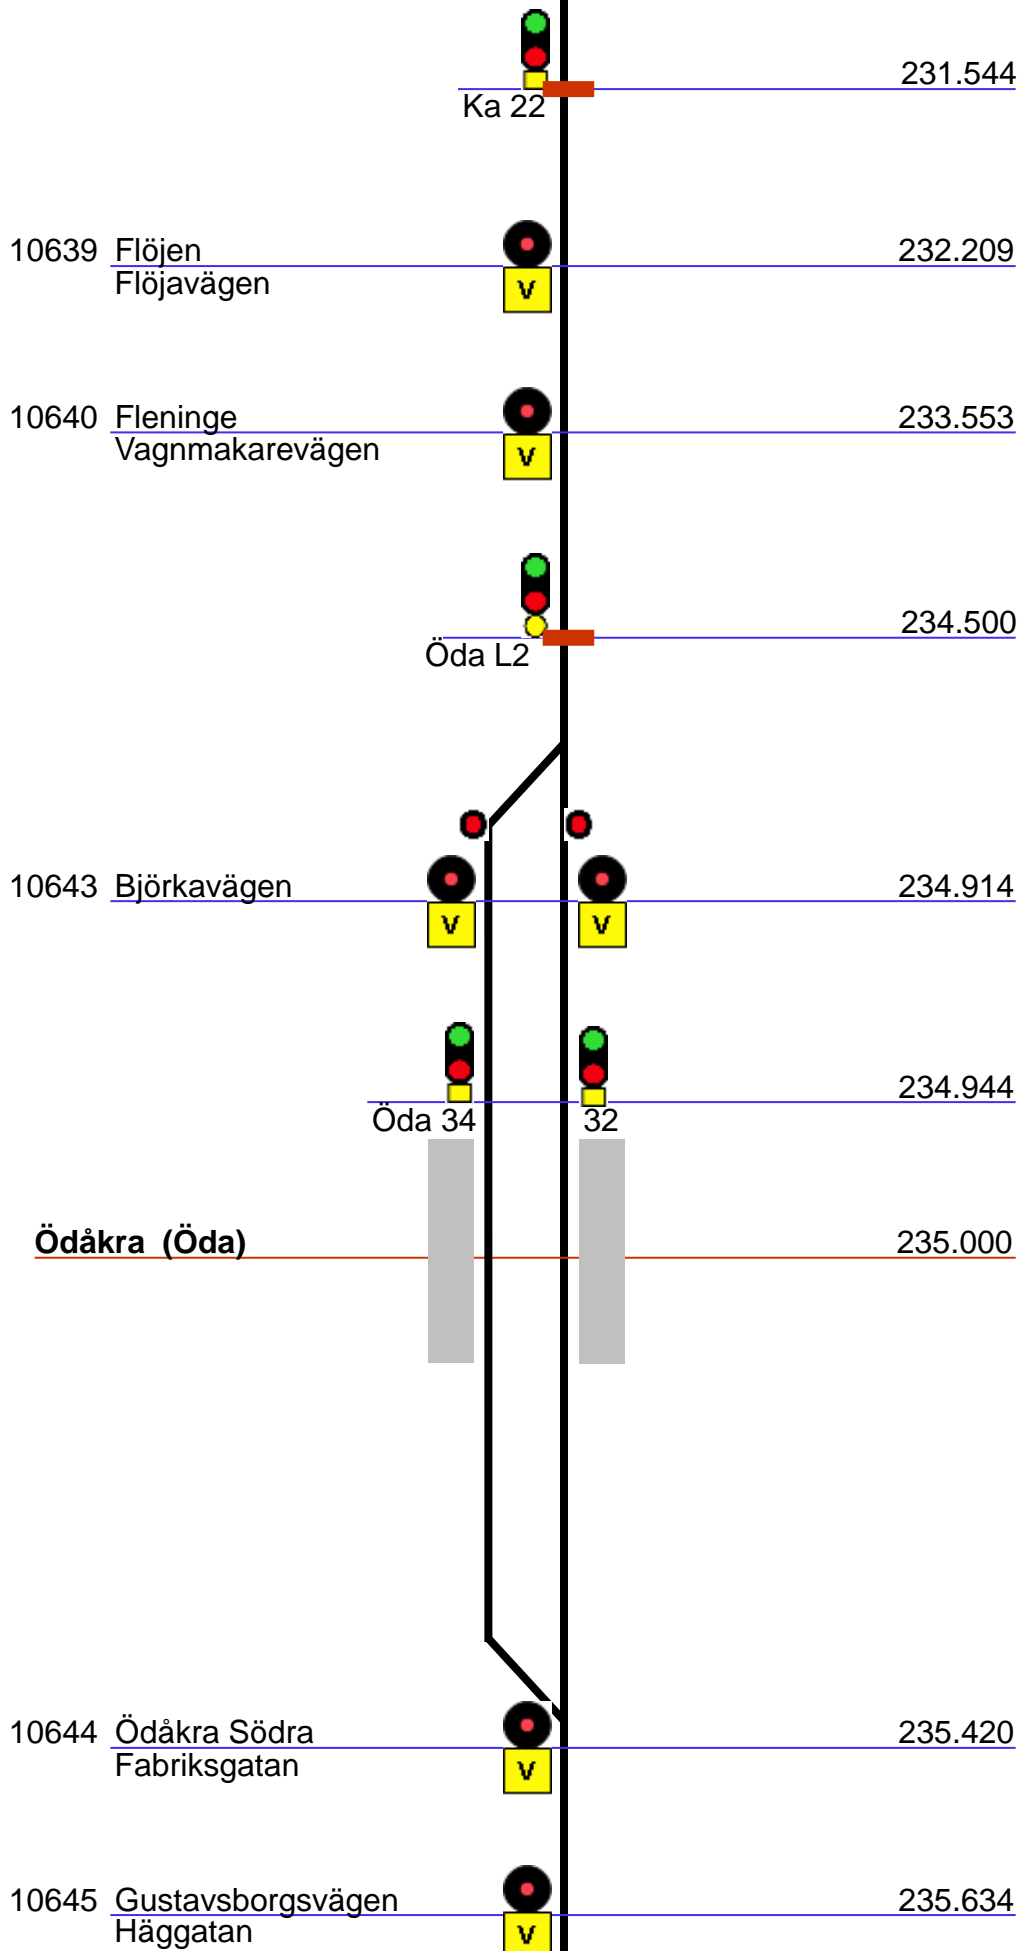 231.544
Ka 22
10639 Flöjen 232.209
Flöjavägen
V
10640 Fleninge 233.553
Vagnmakarevägen
V
234.500
Öda L2
10643 Björkavägen 234.914
V V
234.944
Öda 34 32
Ödåkra (Öda) 235.000
10644 Ödåkra Södra 235.420
Fabriksgatan
V
10645 Gustavsborgsvägen 235.634
Häggatan
V